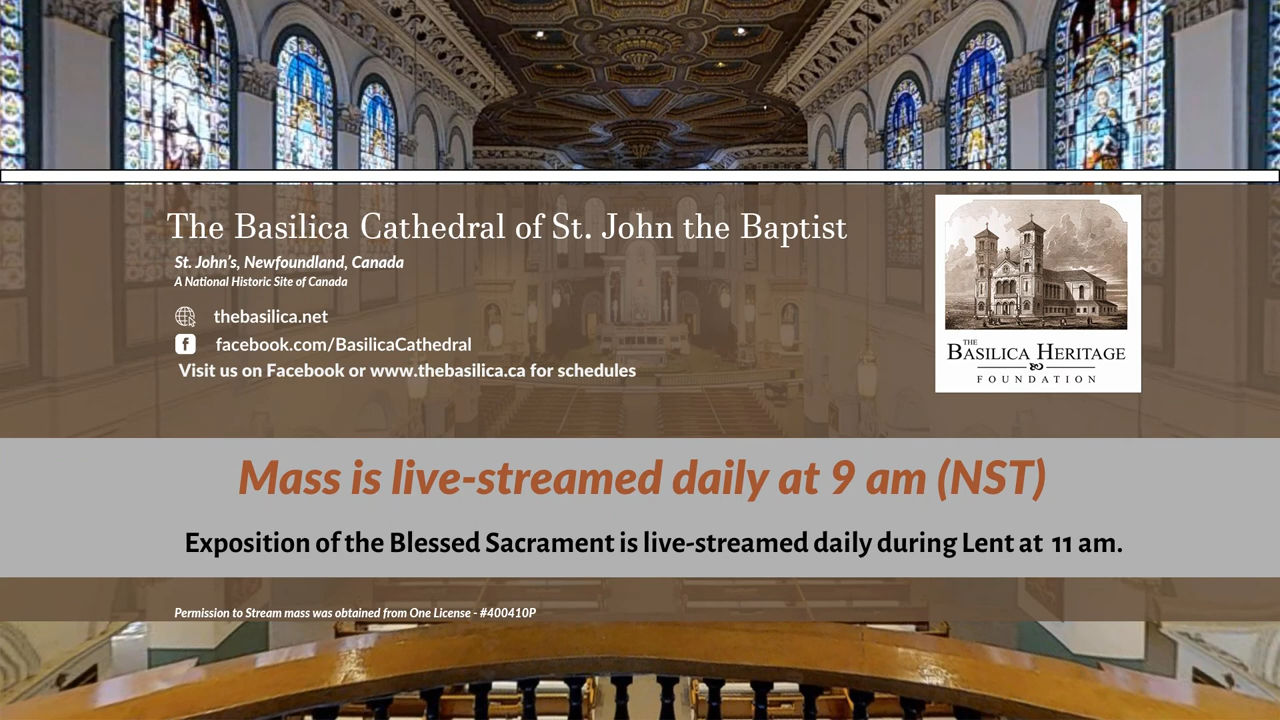 The Basilica Cathedral of St. John the Baptist
St. John's, Newfoundland, Canada
A National Historic Site of Canada
thebasilica.net
facebook.com/BasilicaCathedral
Visit us on Facebook or www.thebasilica.ca for schedules
THE
BASILICA HERITAGE
&
FOUNDATION
Mass is live-streamed daily at 9 am (NST)
Exposition of the Blessed Sacrament is live-streamed daily during Lent at 11 am.
Permission to Stream mass was obtained from One License - #400410P